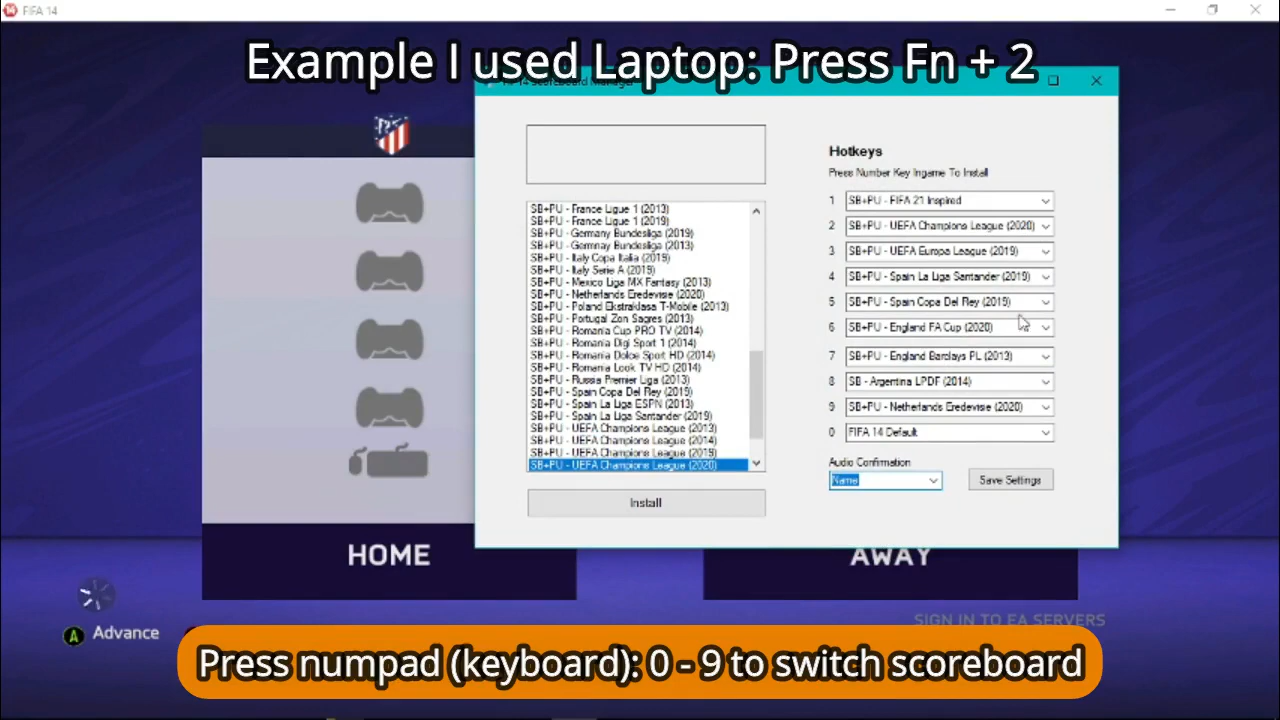 FIFA 14
Example I used Laptop: Press Fn + 2
SB+PU - France Ligue 1 (2013)
SB+PU - France Ligue 1 (2019)
SB+PU - Germany Bundesliga (2019)
SB+PU - Germnay Bundesliga (2013)
SB+PU - Italy Copa Italia (2019)
SB+PU - Italy Serie A (2019)
SB+PU - Mexico Liga MX Fantasy (2013)
SB+PU - Netherlands Eredevisie (2020)
SB+PU - Poland Ekstraklasa T-Mobile (2013)
SB+PU - Portugal Zon Sagres (2013)
SB+PU - Romania Cup PRO TV (2014)
SB+PU - Romania Digi Sport 1 (2014)
SB+PU - Romania Dolce Sport HD (2014)
SB+PU - Romania Look TV HD (2014)
SB+PU - Russia Premier Liga (2013)
SB+PU - Spain Copa Del Rey (2019)
SB+PU - Spain La Liga ESPN (2013)
SB+PU - Spain La Liga Santander (2019)
SB+PU - UEFA Champions League (2013)
SB+PU - UEFA Champions League (2014)
SB+PU - UEFA Champions League (2019)
SB+PU - UEFA Champions League (2020)
Install
Hotkeys
Press Number Key Ingame To Install
1 SB+PU - FIFA 21 Inspired
2 SB+PU - UEFA Champions League (2020)
3 SB+PU - UEFA Europa League (2019)
4 SB+PU - Spain La Liga Santander (2019)
5 SB+PU - Spain Copa Del Rey (2019)
6 SB+PU - England FA Cup (2020)
7 SB+PU - England Barclays PL (2013)
8 SB - Argentina LPDF (2014)
9 SB+PU - Netherlands Eredevisie (2020)
0 FIFA 14 Default
Audio Confirmation
Name
Save Settings
HOME
AWAY
SIGN IN TO EA SERVERS
A Advance
Press numpad (keyboard): 0 - 9 to switch scoreboard